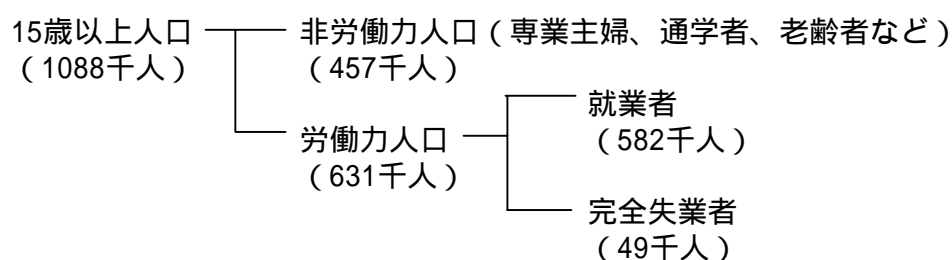 15歳以上人口
(1088千人)
非労働力人口(専業主婦、通学者、老齢者など)
(457千人)
労働力人口
(631千人)
就業者
(582千人)
完全失業者
(49千人)